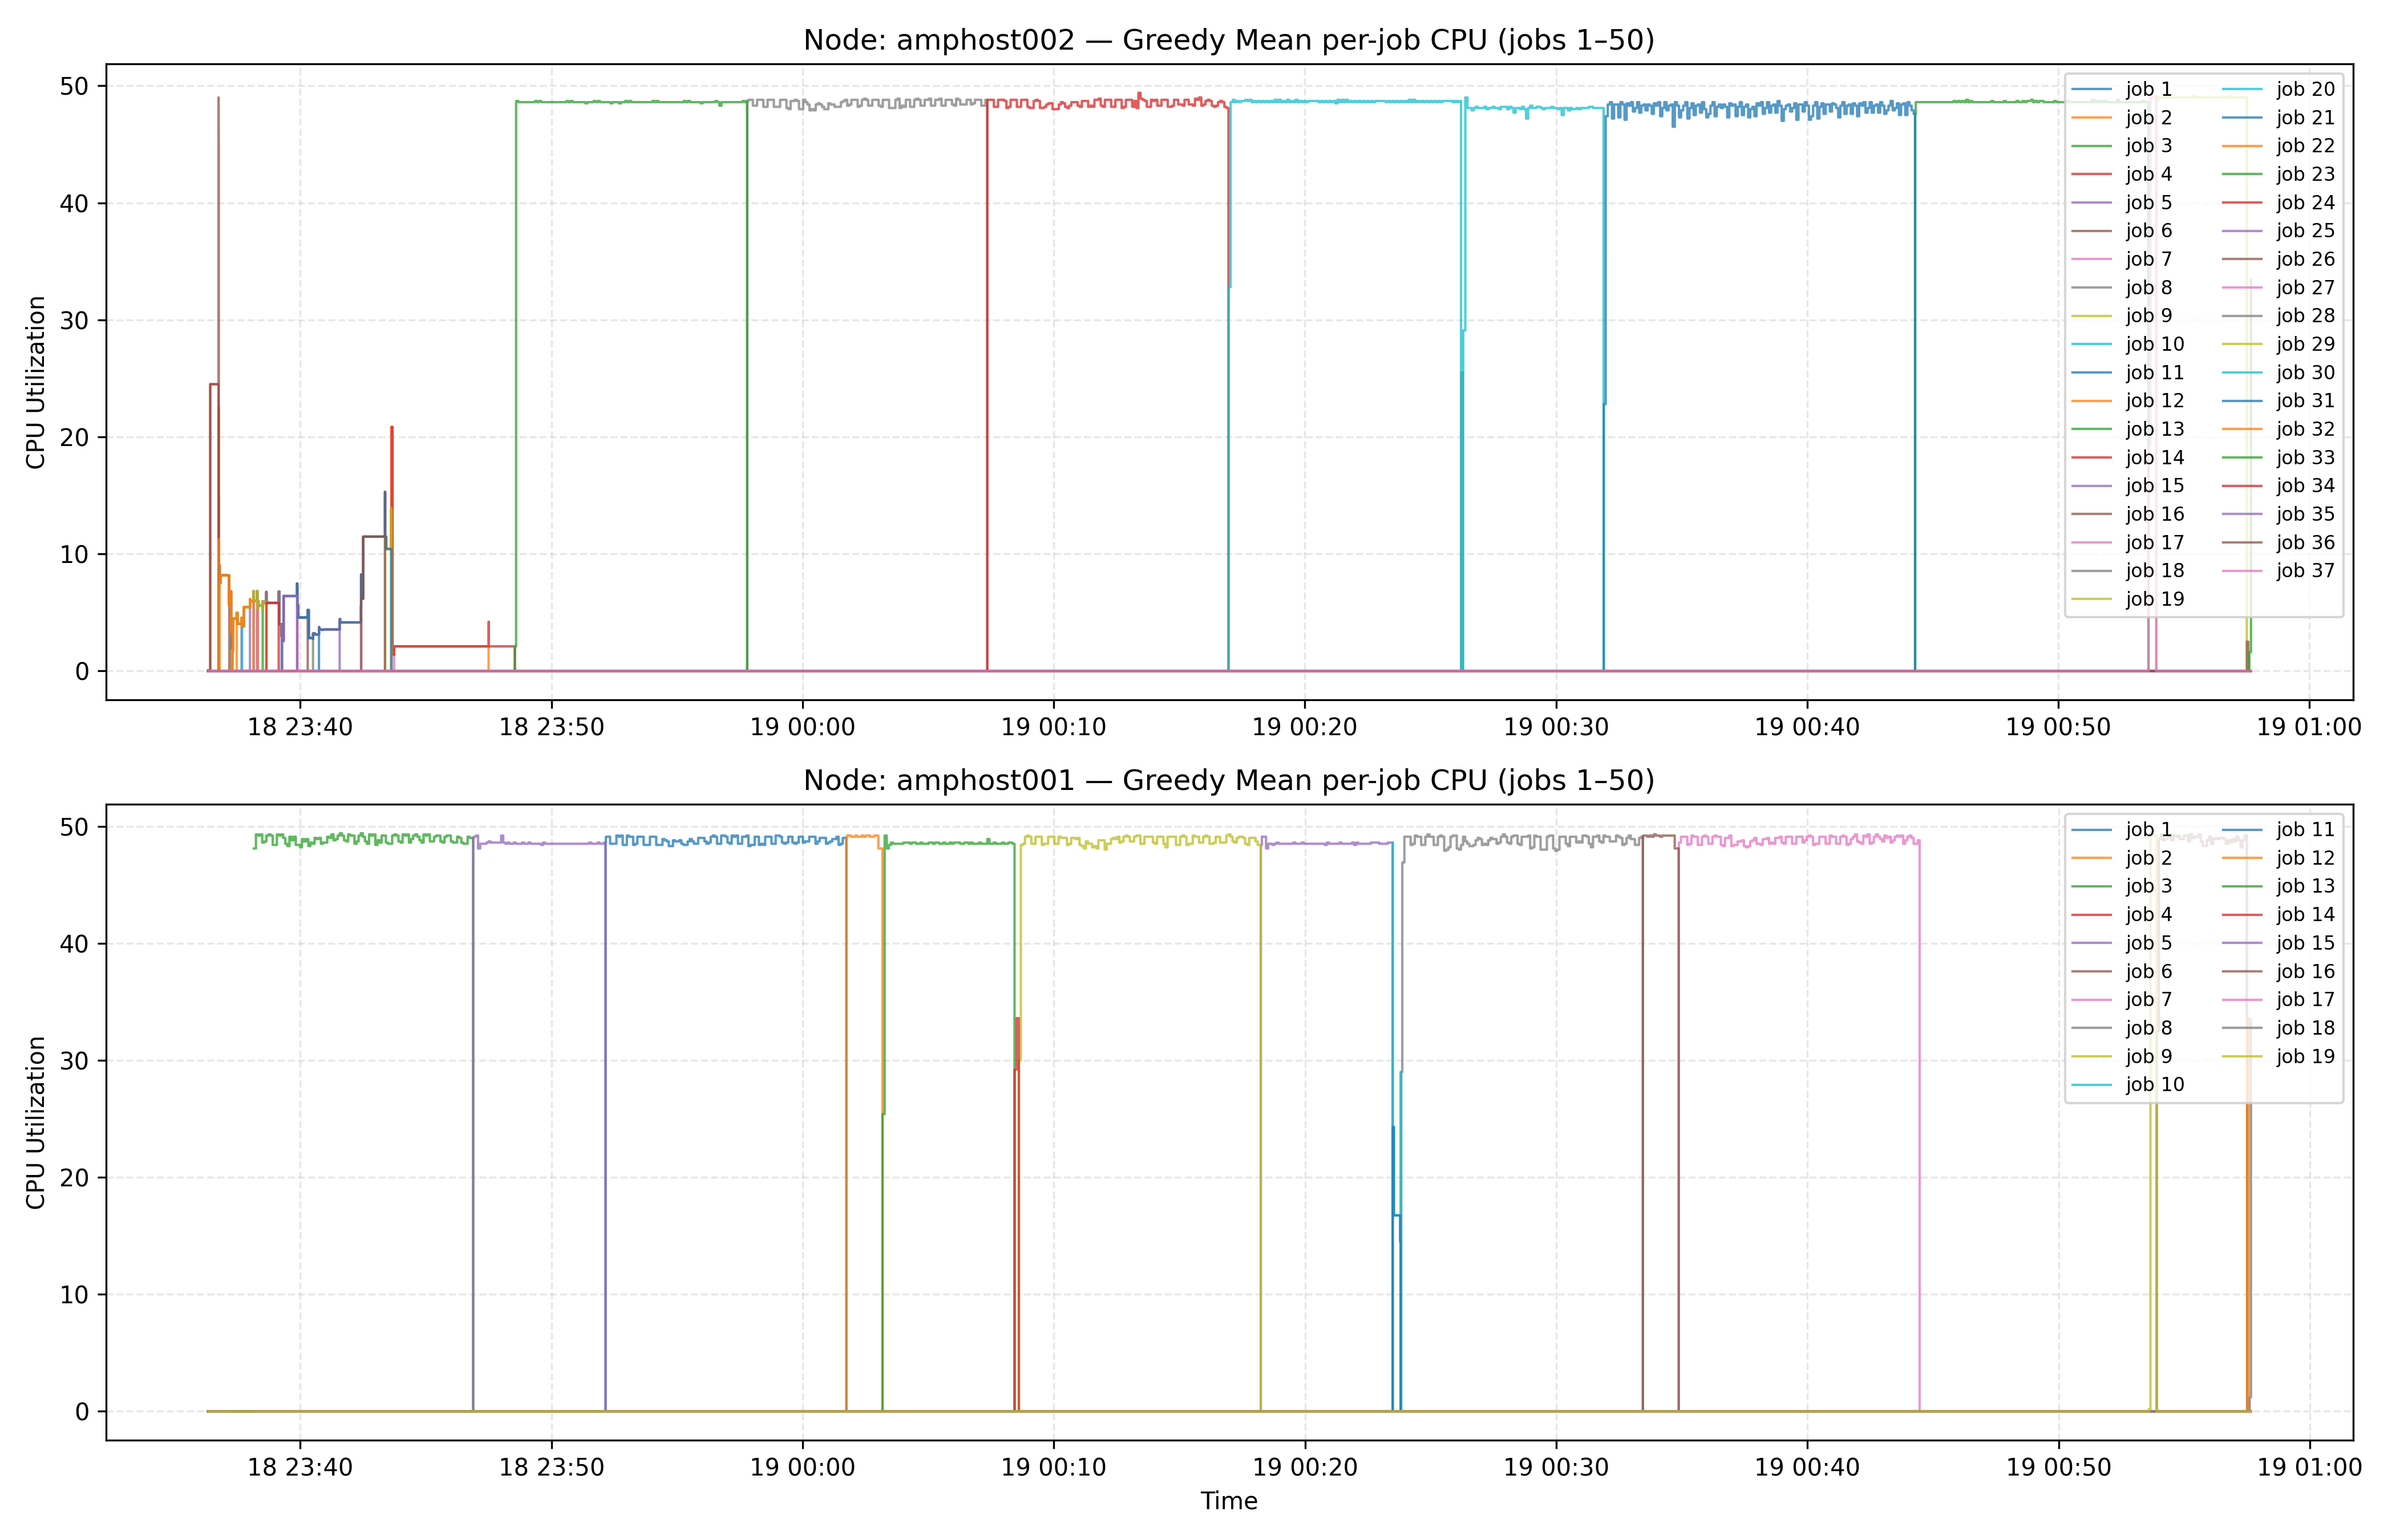 Node: amphost002 — Greedy Mean per-job CPU (jobs 1–50)
CPU Utilization
50
40
30
20
10
0
job 1
job 2
job 3
job 4
job 5
job 6
job 7
job 8
job 9
job 10
job 11
job 12
job 13
job 14
job 15
job 16
job 17
job 18
job 19
job 20
job 21
job 22
job 23
job 24
job 25
job 26
job 27
job 28
job 29
job 30
job 31
job 32
job 33
job 34
job 35
job 36
job 37
18 23:40 18 23:50 19 00:00 19 00:10 19 00:20 19 00:30 19 00:40 19 00:50 19 01:00
Node: amphost001 — Greedy Mean per-job CPU (jobs 1–50)
CPU Utilization
50
40
30
20
10
0
job 1
job 2
job 3
job 4
job 5
job 6
job 7
job 8
job 9
job 10
job 11
job 12
job 13
job 14
job 15
job 16
job 17
job 18
job 19
18 23:40 18 23:50 19 00:00 19 00:10 19 00:20 19 00:30 19 00:40 19 00:50 19 01:00
Time